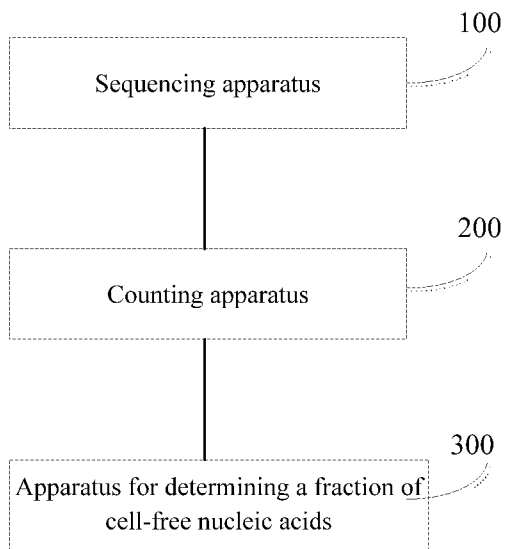 100
Sequencing apparatus
200
Counting apparatus
300
Apparatus for determining a fraction of
cell-free nucleic acids